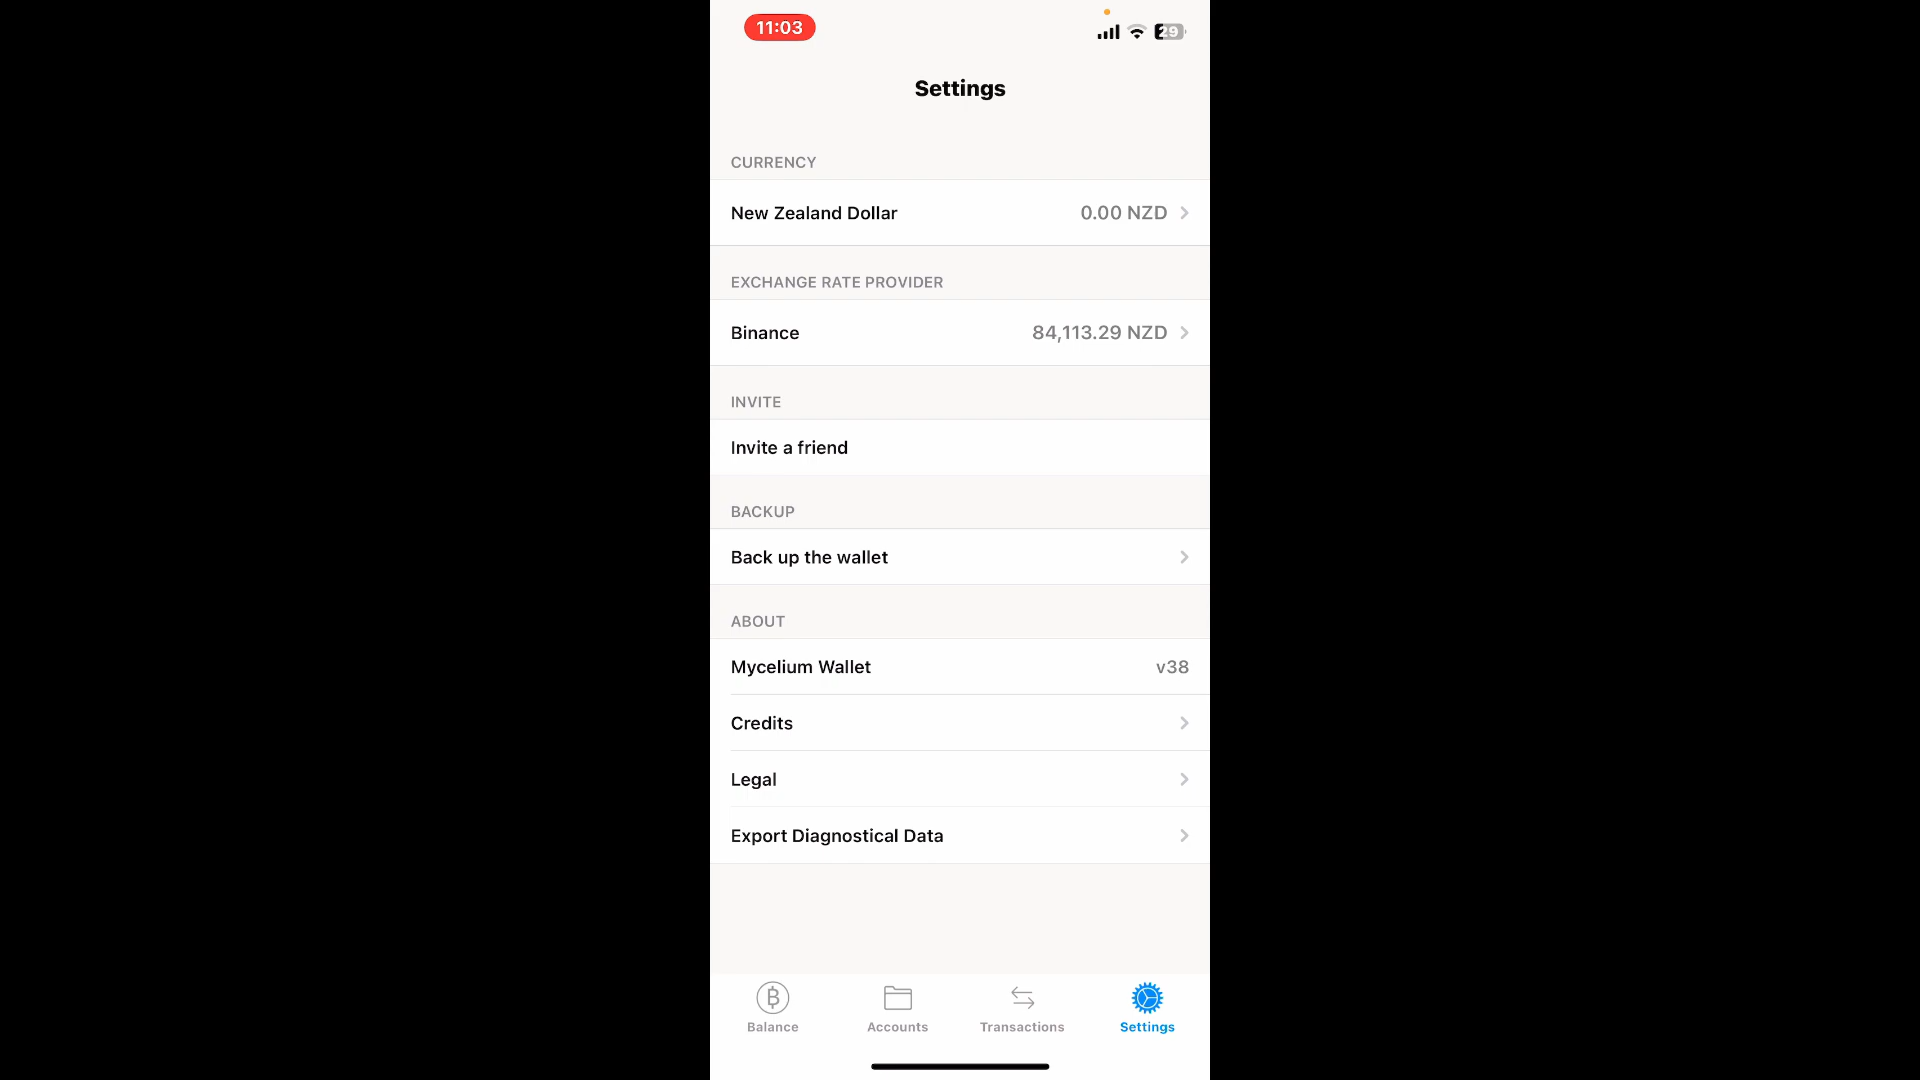 11:03
29
Settings
CURRENCY
New Zealand Dollar 0.00 NZD
EXCHANGE RATE PROVIDER
Binance 84,113.29 NZD
INVITE
Invite a friend
BACKUP
Back up the wallet
ABOUT
Mycelium Wallet v38
Credits
Legal
Export Diagnostical Data
Balance Accounts Transactions Settings